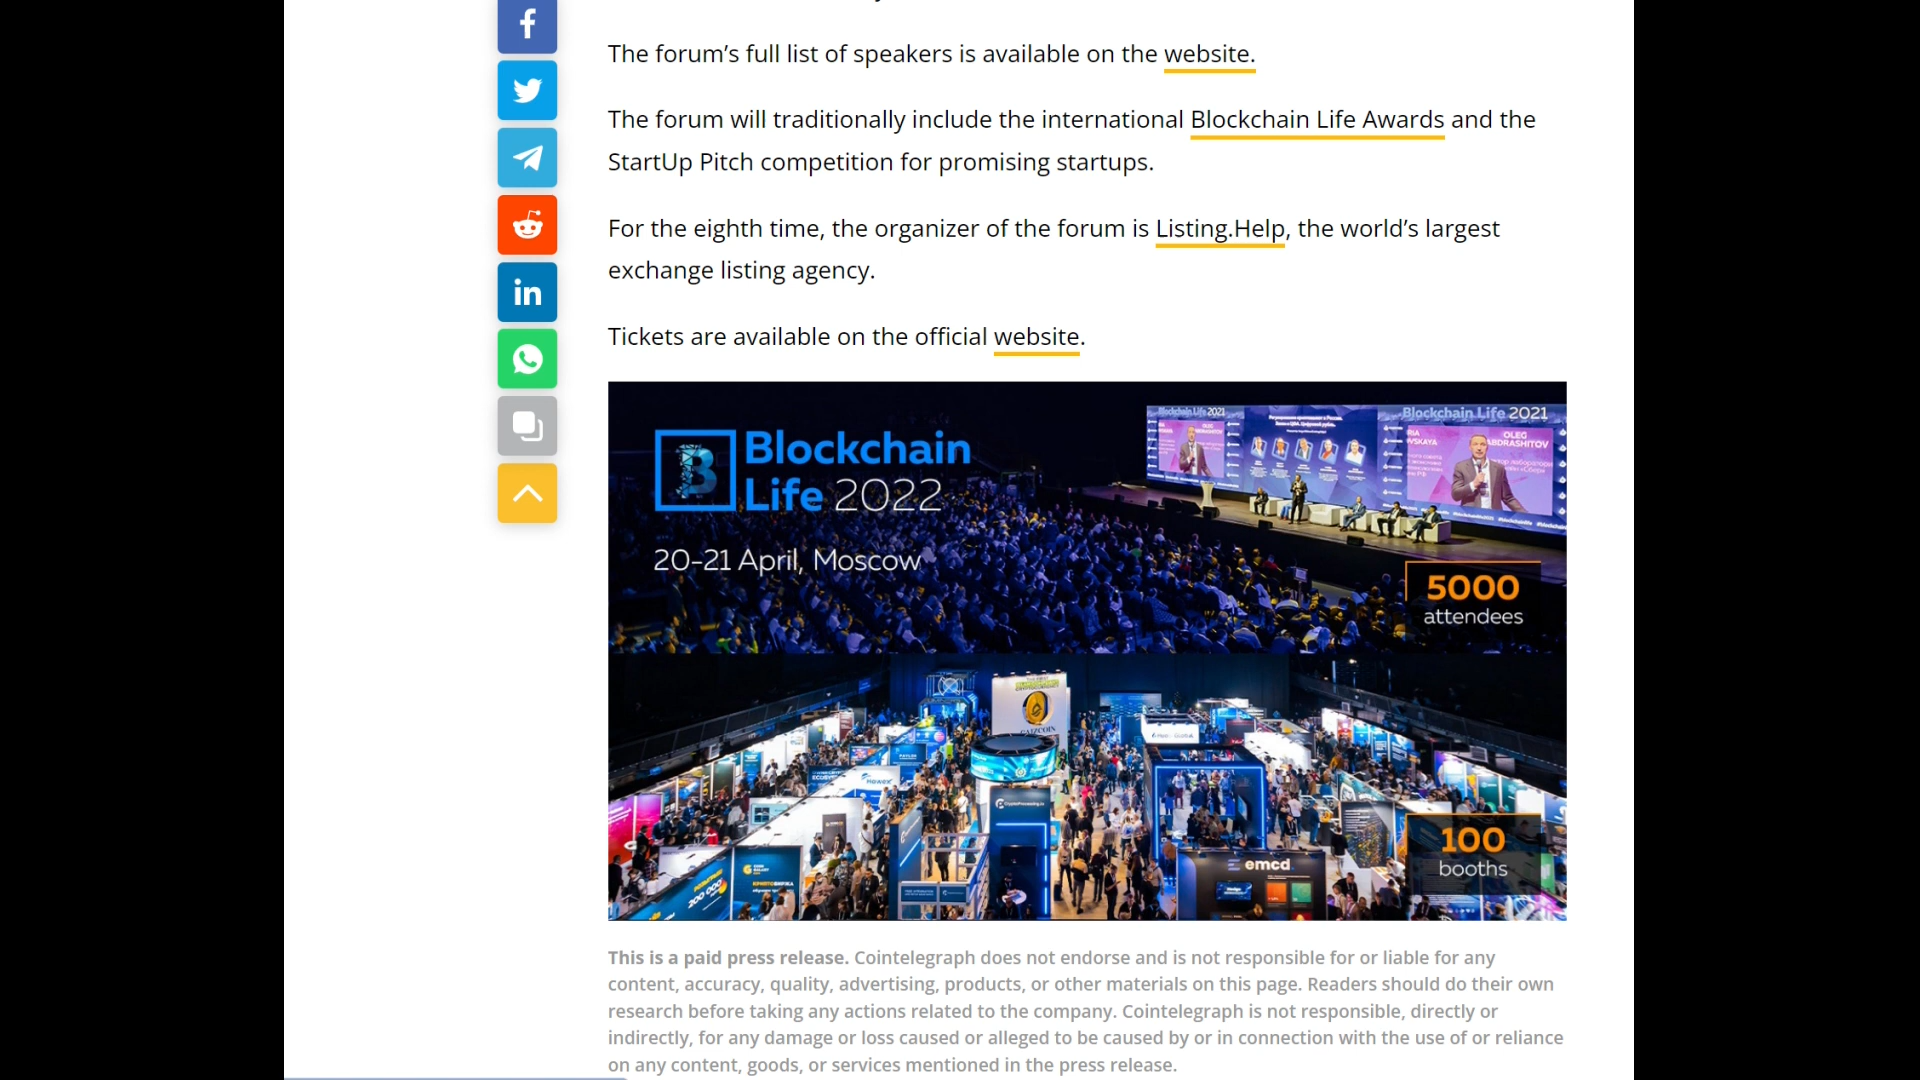 The forum's full list of speakers is available on the website.
The forum will traditionally include the international Blockchain Life Awards and the
StartUp Pitch competition for promising startups.
For the eighth time, the organizer of the forum is Listing.Help, the world's largest
exchange listing agency.
Tickets are available on the official website.
Blockchain Life 2021
Blockchain Life 2021
OLEG
ABDRASHITOV
Blockchain
Life 2022
20-21 April, Moscow
5000
attendees
emcd
100
booths
This is a paid press release. Cointelegraph does not endorse and is not responsible for or liable for any
content, accuracy, quality, advertising, products, or other materials on this page. Readers should do their own
research before taking any actions related to the company. Cointelegraph is not responsible, directly or
indirectly, for any damage or loss caused or alleged to be caused by or in connection with the use of or reliance
on any content, goods, or services mentioned in the press release.